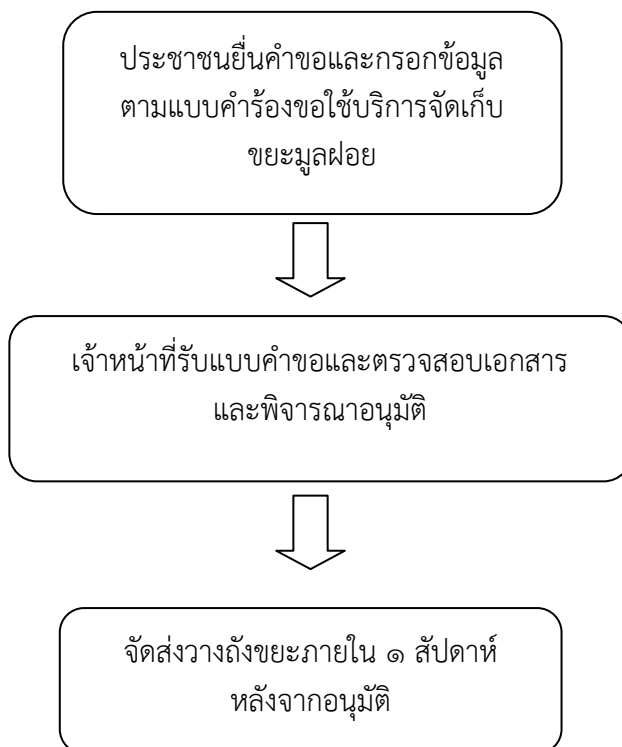 ประชาชนยื่นคำขอและกรอกข้อมูล
ตามแบบคำร้องขอใช้บริการจัดเก็บ
ขยะมูลฝอย
เจ้าหน้าที่รับแบบคำขอและตรวจสอบเอกสาร
และพิจารณาอนุมัติ
จัดส่งวางถังขยะภายใน ๑ สัปดาห์
หลังจากอนุมัติ